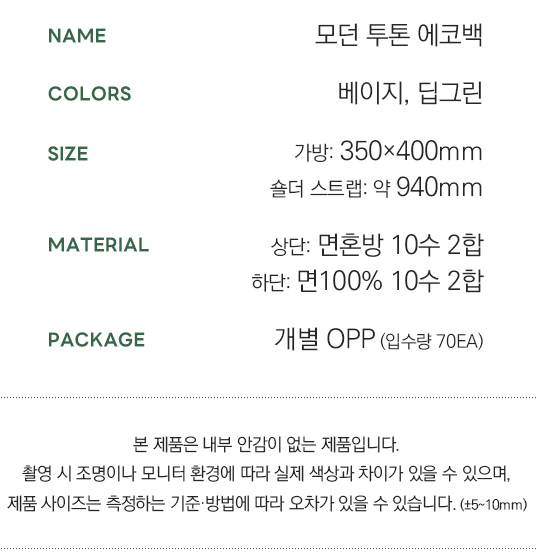 NAME 모던 투톤 에코백
COLORS 베이지, 딥그린
SIZE 가방: 350×400mm
숄더 스트랩: 약 940mm
MATERIAL 상단: 면혼방 10수 2합
하단: 면100% 10수 2합
PACKAGE 개별 OPP (입수량 70EA)
본 제품은 내부 안감이 없는 제품입니다.
촬영 시 조명이나 모니터 환경에 따라 실제 색상과 차이가 있을 수 있으며,
제품 사이즈는 측정하는 기준·방법에 따라 오차가 있을 수 있습니다. (±5~10mm)